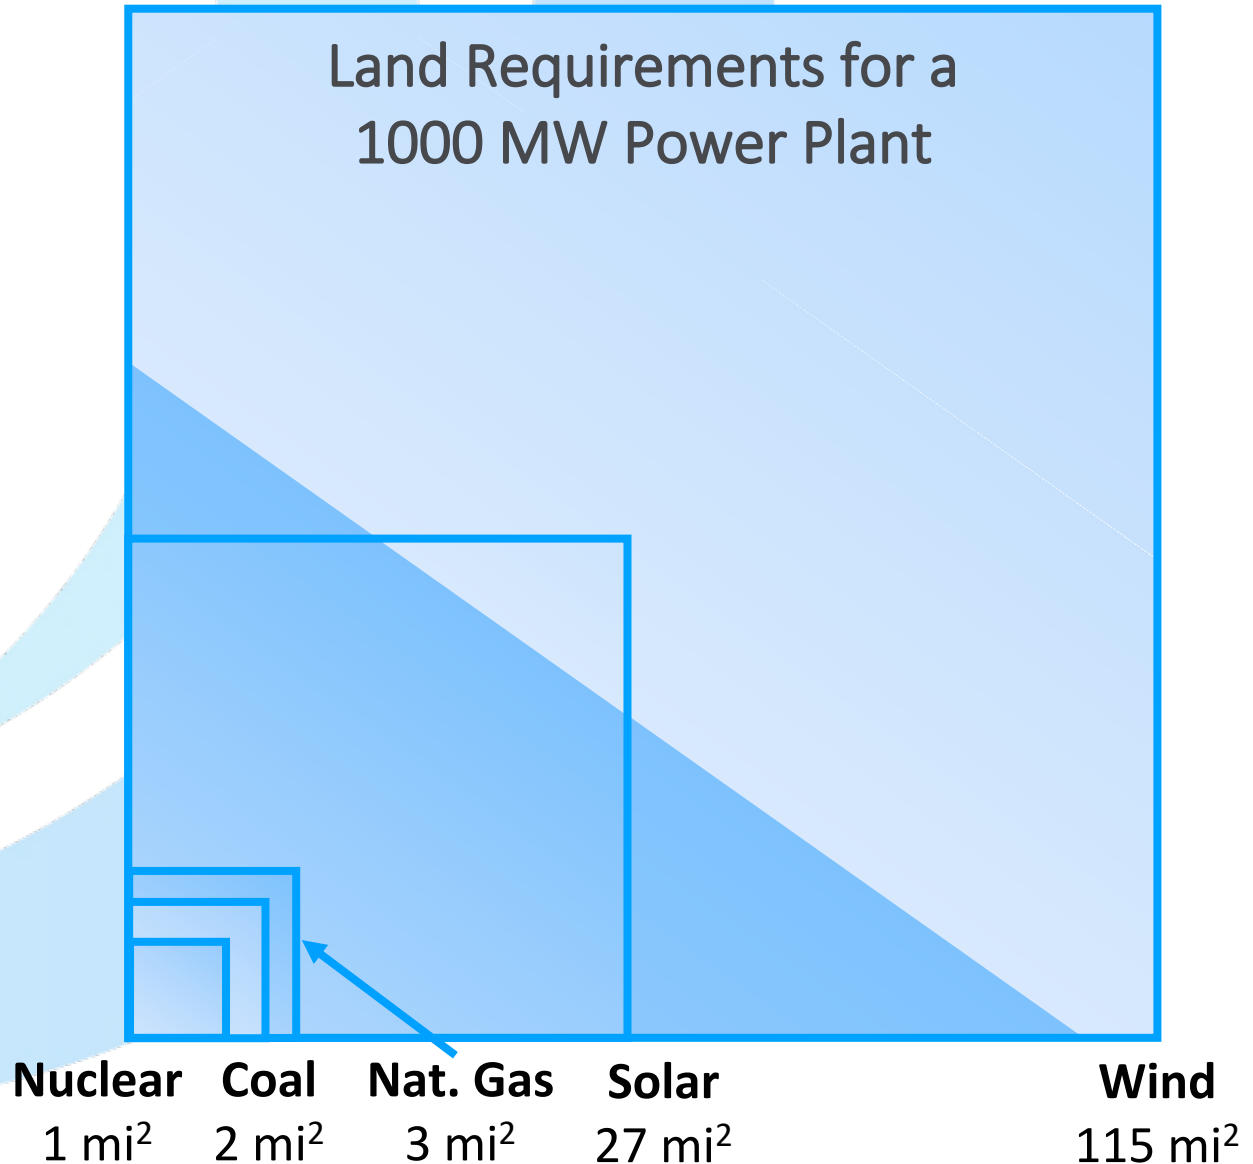 Land Requirements for a
1000 MW Power Plant
Nuclear Coal Nat. Gas Solar Wind
1 mi² 2 mi² 3 mi² 27 mi² 115 mi²